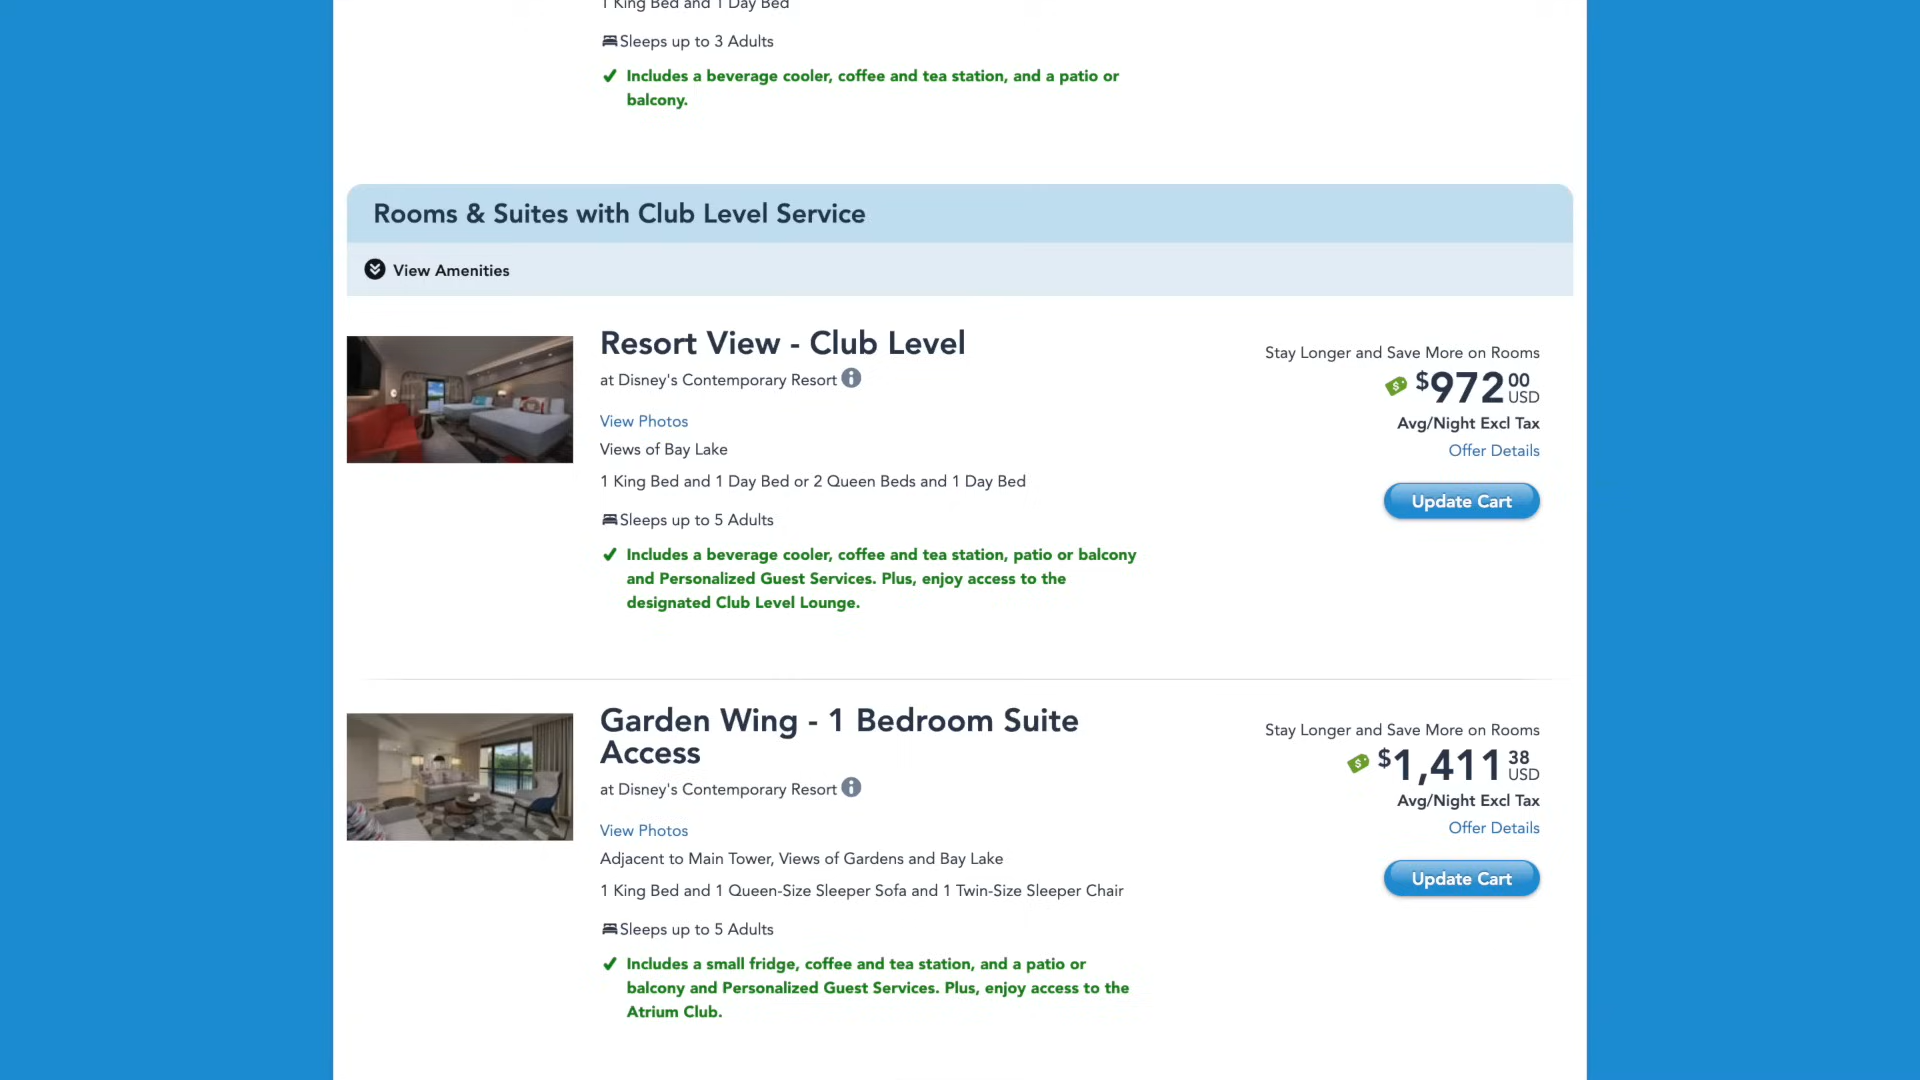 1 King Bed and 1 Day Bed
Sleeps up to 3 Adults
Includes a beverage cooler, coffee and tea station, and a patio or
balcony.
Rooms & Suites with Club Level Service
View Amenities
Resort View - Club Level
at Disney's Contemporary Resort
View Photos
Views of Bay Lake
1 King Bed and 1 Day Bed or 2 Queen Beds and 1 Day Bed
Sleeps up to 5 Adults
Includes a beverage cooler, coffee and tea station, patio or balcony
and Personalized Guest Services. Plus, enjoy access to the
designated Club Level Lounge.
Stay Longer and Save More on Rooms
$972 00 USD
Avg/Night Excl Tax
Offer Details
Update Cart
Garden Wing - 1 Bedroom Suite
Access
at Disney's Contemporary Resort
View Photos
Adjacent to Main Tower, Views of Gardens and Bay Lake
1 King Bed and 1 Queen-Size Sleeper Sofa and 1 Twin-Size Sleeper Chair
Sleeps up to 5 Adults
Includes a small fridge, coffee and tea station, and a patio or
balcony and Personalized Guest Services. Plus, enjoy access to the
Atrium Club.
Stay Longer and Save More on Rooms
$1,411 38 USD
Avg/Night Excl Tax
Offer Details
Update Cart